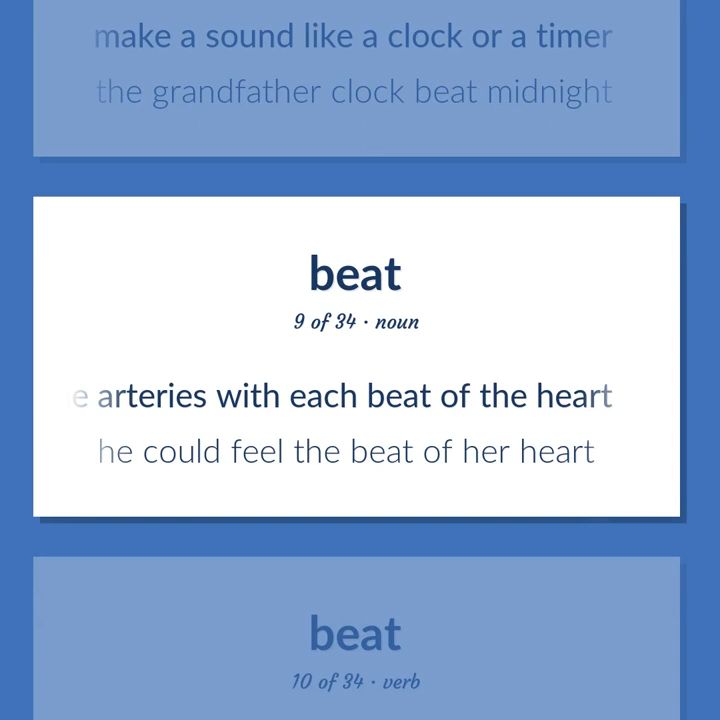 make a sound like a clock or a timer
the grandfather clock beat midnight
beat
9 of 34 · noun
e arteries with each beat of the heart
he could feel the beat of her heart
beat
10 of 34 · verb